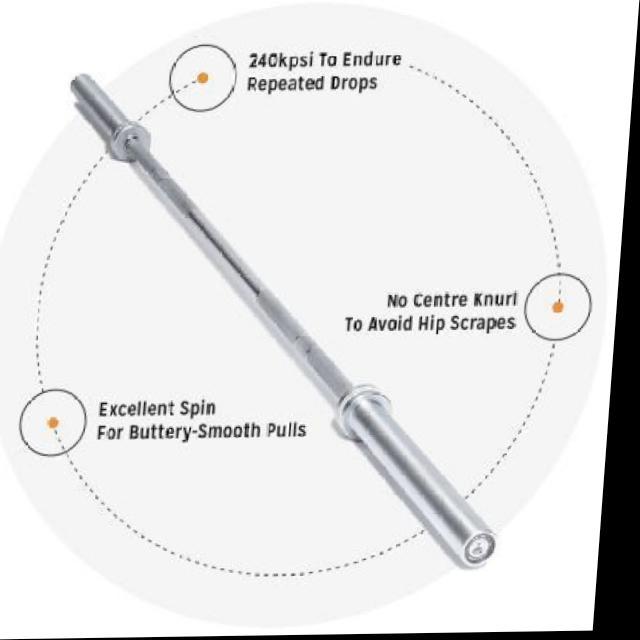 240kpsi To Endure
Repeated Drops
No Centre Knurl
To Avoid Hip Scrapes
Excellent Spin
For Buttery-Smooth Pulls